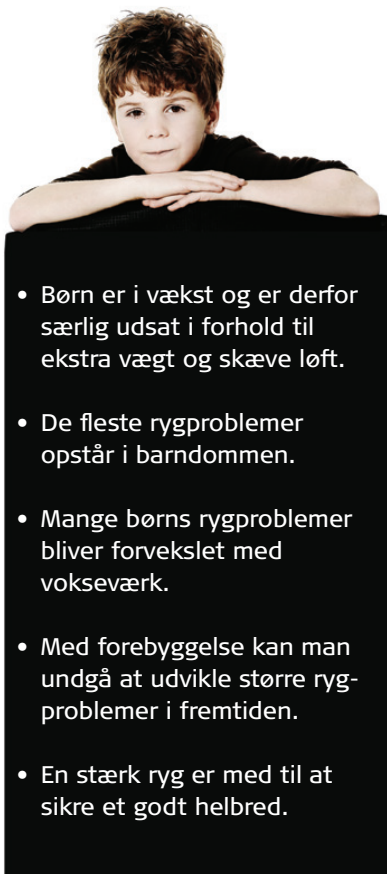 • Børn er i vækst og er derfor
særlig udsat i forhold til
ekstra vægt og skæve løft.
• De fleste rygproblemer
opstår i barndommen.
• Mange børns rygproblemer
bliver forvekslet med
vokseværk.
• Med forebyggelse kan man
undgå at udvikle større ryg-
problemer i fremtiden.
• En stærk ryg er med til at
sikre et godt helbred.